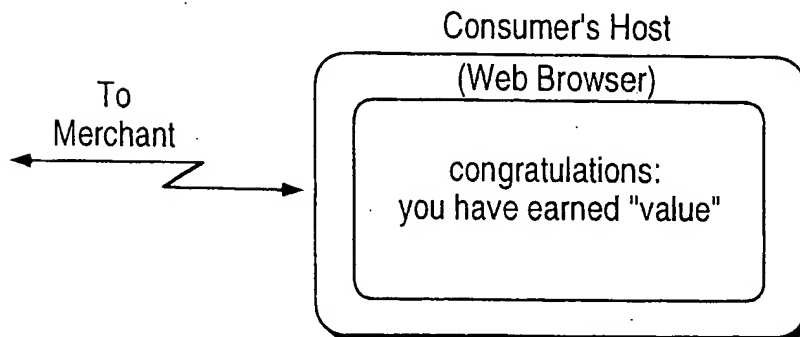 Consumer's Host
(Web Browser)
To
Merchant
congratulations:
you have earned "value"